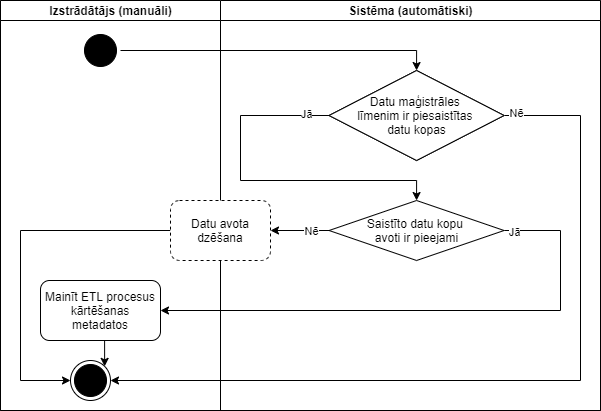 Izstrādātājs (manuāli)
Sistēma (automātiski)
Datu maģistrāles
līmenim ir piesaistītas
datu kopas
Jā
Nē
Saistīto datu kopu
avoti ir pieejami
Nē
Jā
Datu avota
dzēšana
Mainīt ETL procesus
kārtēšanas
metadatos